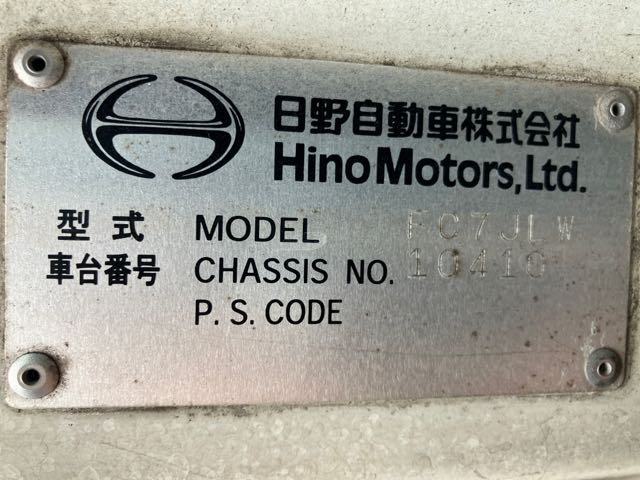 日野自動車株式会社
Hino Motors, Ltd.
型式 MODEL FC7JLW
車台番号 CHASSIS NO. 10410
P. S. CODE